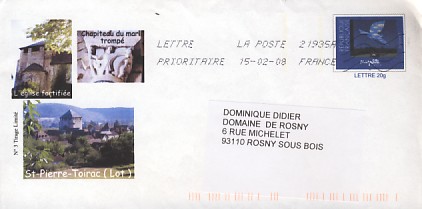 Chapiteau du mari
trompé
L'église fortifiée
N° 3 Tirage Limité
St-Pierre-Toirac ( Lot )
LETTRE LA POSTE 21935A
PRIORITAIRE 15-02-08 FRANCE
LETTRE 20g
DOMINIQUE DIDIER
DOMAINE DE ROSNY
6 RUE MICHELET
93110 ROSNY SOUS BOIS